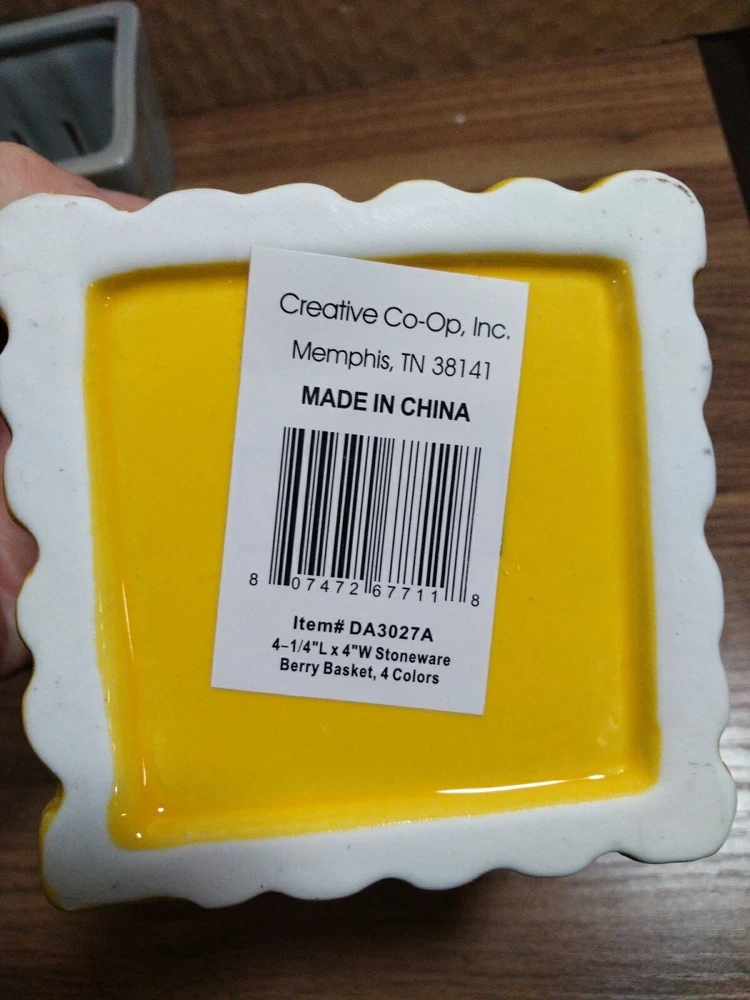 Creative Co-Op, Inc.
Memphis, TN 38141
MADE IN CHINA
8 07472 67711 8
Item# DA3027A
4-1/4"L x 4"W Stoneware
Berry Basket, 4 Colors